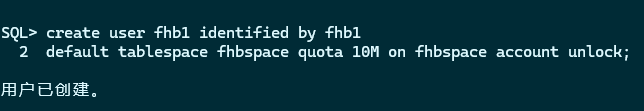 SQL> create user fhb1 identified by fhb1
2 default tablespace fhbspace quota 10M on fhbspace account unlock;
用户已创建。